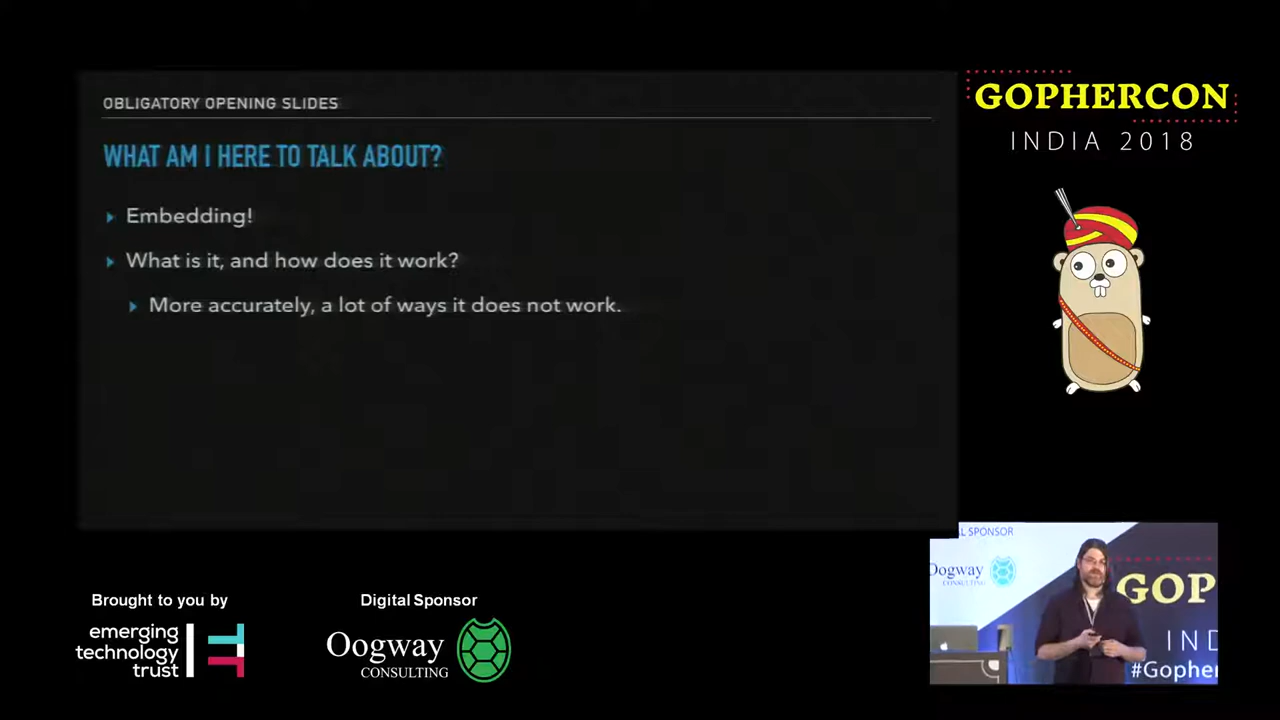 OBLIGATORY OPENING SLIDES
WHAT AM I HERE TO TALK ABOUT?
Embedding!
What is it, and how does it work?
More accurately, a lot of ways it does not work.
GOPHERCON
INDIA 2018
Brought to you by
emerging
technology
trust
Digital Sponsor
Oogway
CONSULTING
L SPONSOR
Oogway
CONSULTING
GOP
IND
#Gopher